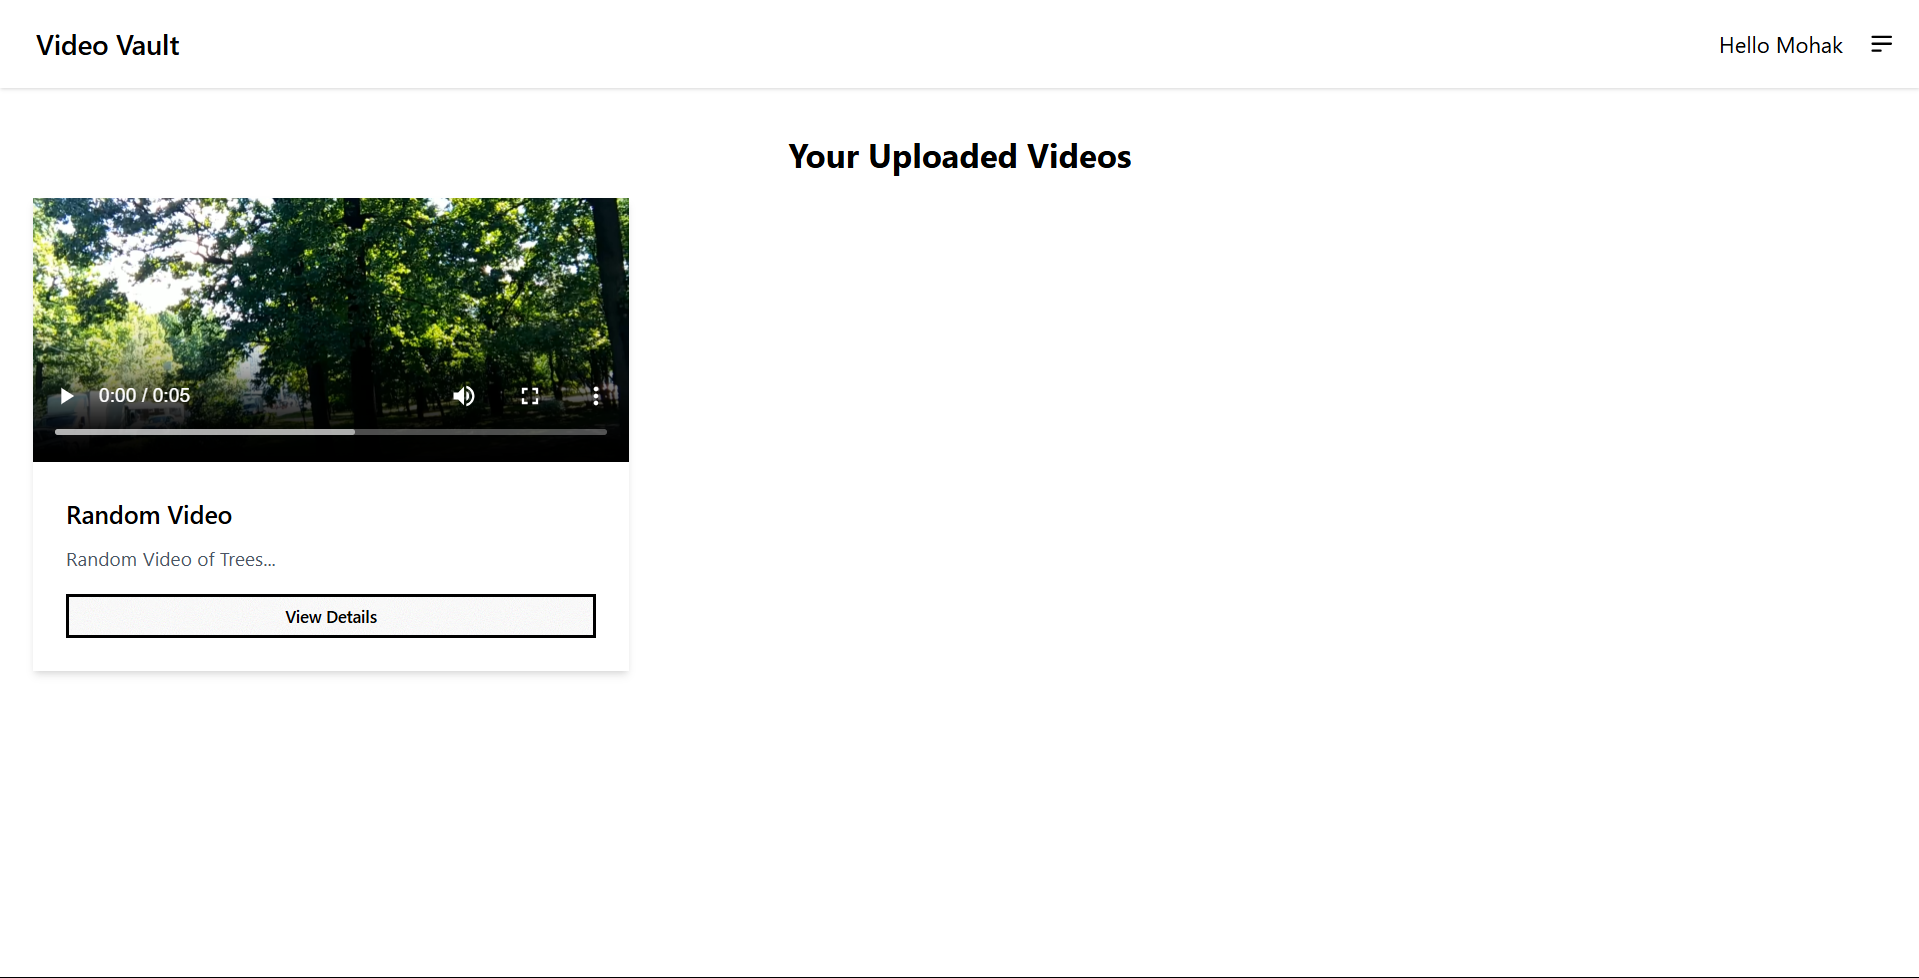 Video Vault
Hello Mohak
Your Uploaded Videos
0:00 / 0:05
Random Video
Random Video of Trees...
View Details